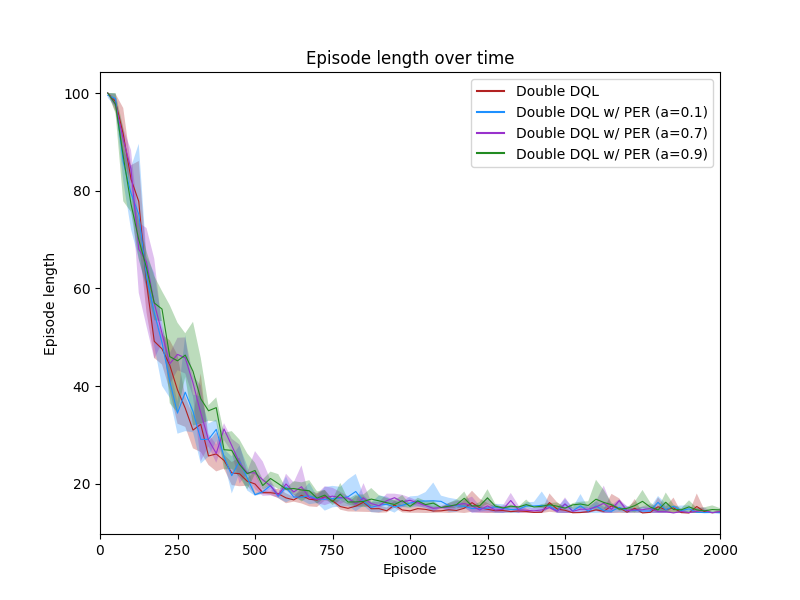 Episode length over time
Double DQL
Double DQL w/ PER (a=0.1)
Double DQL w/ PER (a=0.7)
Double DQL w/ PER (a=0.9)
Episode length
100
80
60
40
20
0 250 500 750 1000 1250 1500 1750 2000
Episode